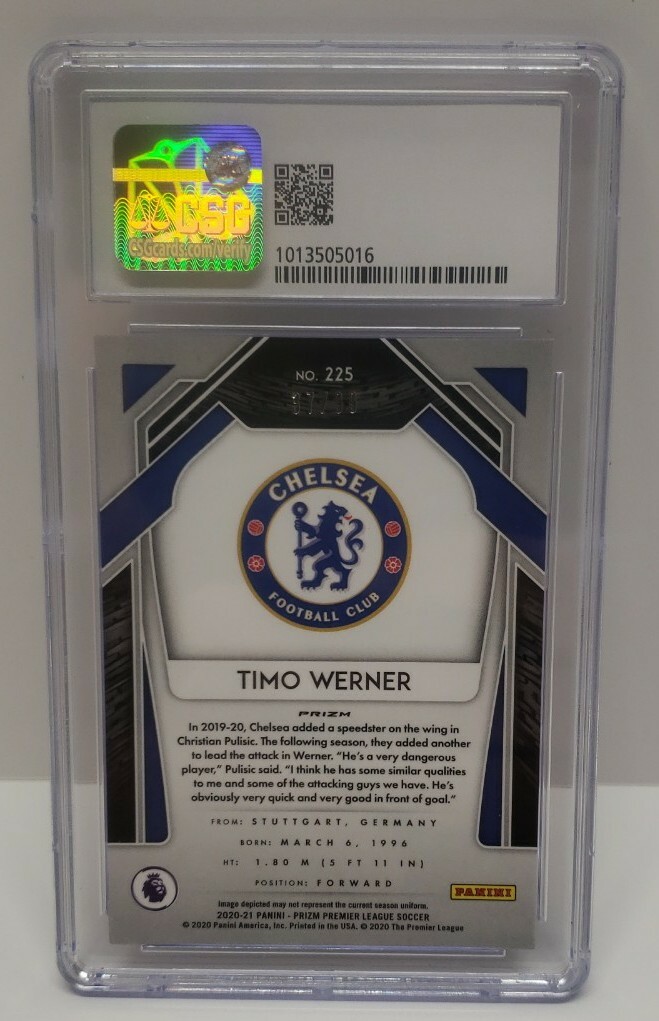 CSG
CSGcards.com/verify
1013505016
NO. 225
CHELSEA
FOOTBALL CLUB
TIMO WERNER
PRIZM
In 2019-20, Chelsea added a speedster on the wing in
Christian Pulisic. The following season, they added another
to lead the attack in Werner. “He's a very dangerous
player,” Pulisic said. “I think he has some similar qualities
to me and some of the attacking guys we have. He's
obviously very quick and very good in front of goal.”
FROM: STUTTGART, GERMANY
BORN: MARCH 6, 1996
HT: 1.80 M (5 FT 11 IN)
POSITION: FORWARD
PANINI
Image depicted may not represent the current season uniform.
2020-21 PANINI - PRIZM PREMIER LEAGUE SOCCER
© 2020 Panini America, Inc. Printed in the USA. © 2020 The Premier League